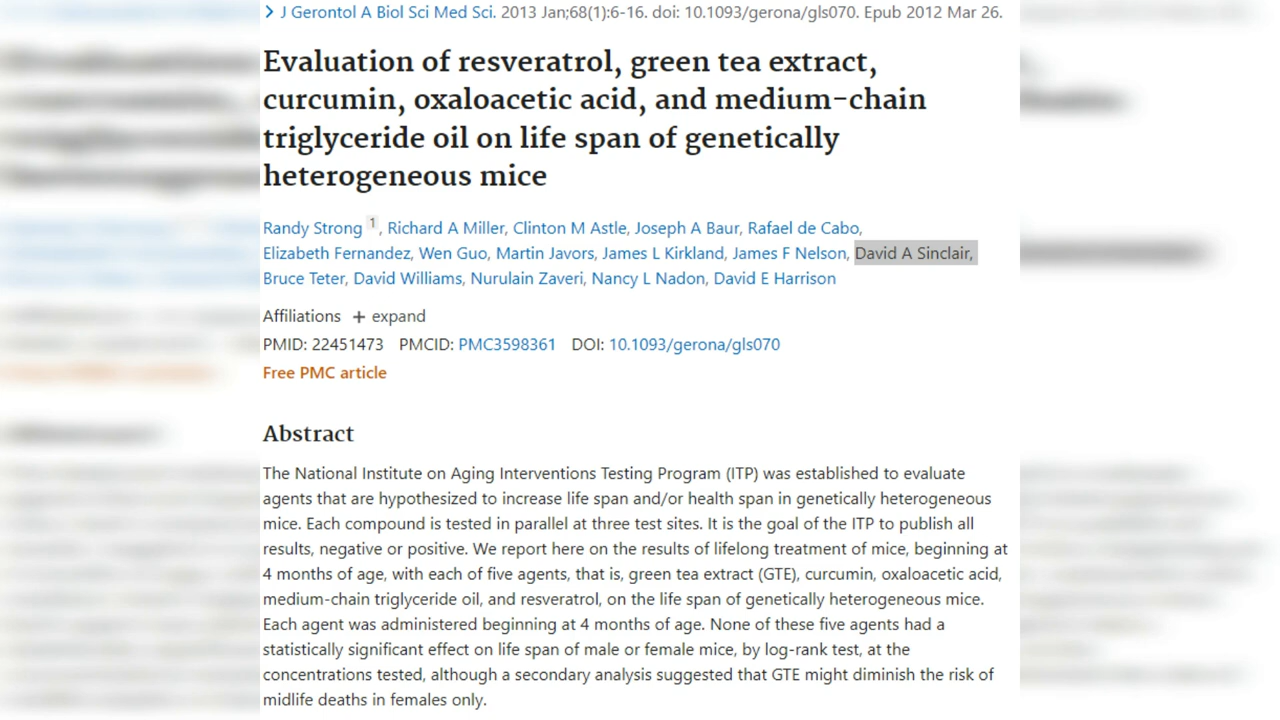 J Gerontol A Biol Sci Med Sci. 2013 Jan;68(1):6-16. doi: 10.1093/gerona/gls070. Epub 2012 Mar 26.
Evaluation of resveratrol, green tea extract,
curcumin, oxaloacetic acid, and medium-chain
triglyceride oil on life span of genetically
heterogeneous mice
Randy Strong 1, Richard A Miller, Clinton M Astle, Joseph A Baur, Rafael de Cabo,
Elizabeth Fernandez, Wen Guo, Martin Javors, James L Kirkland, James F Nelson, David A Sinclair,
Bruce Teter, David Williams, Nurulain Zaveri, Nancy L Nadon, David E Harrison
Affiliations + expand
PMID: 22451473 PMCID: PMC3598361 DOI: 10.1093/gerona/gls070
Free PMC article
Abstract
The National Institute on Aging Interventions Testing Program (ITP) was established to evaluate
agents that are hypothesized to increase life span and/or health span in genetically heterogeneous
mice. Each compound is tested in parallel at three test sites. It is the goal of the ITP to publish all
results, negative or positive. We report here on the results of lifelong treatment of mice, beginning at
4 months of age, with each of five agents, that is, green tea extract (GTE), curcumin, oxaloacetic acid,
medium-chain triglyceride oil, and resveratrol, on the life span of genetically heterogeneous mice.
Each agent was administered beginning at 4 months of age. None of these five agents had a
statistically significant effect on life span of male or female mice, by log-rank test, at the
concentrations tested, although a secondary analysis suggested that GTE might diminish the risk of
midlife deaths in females only.